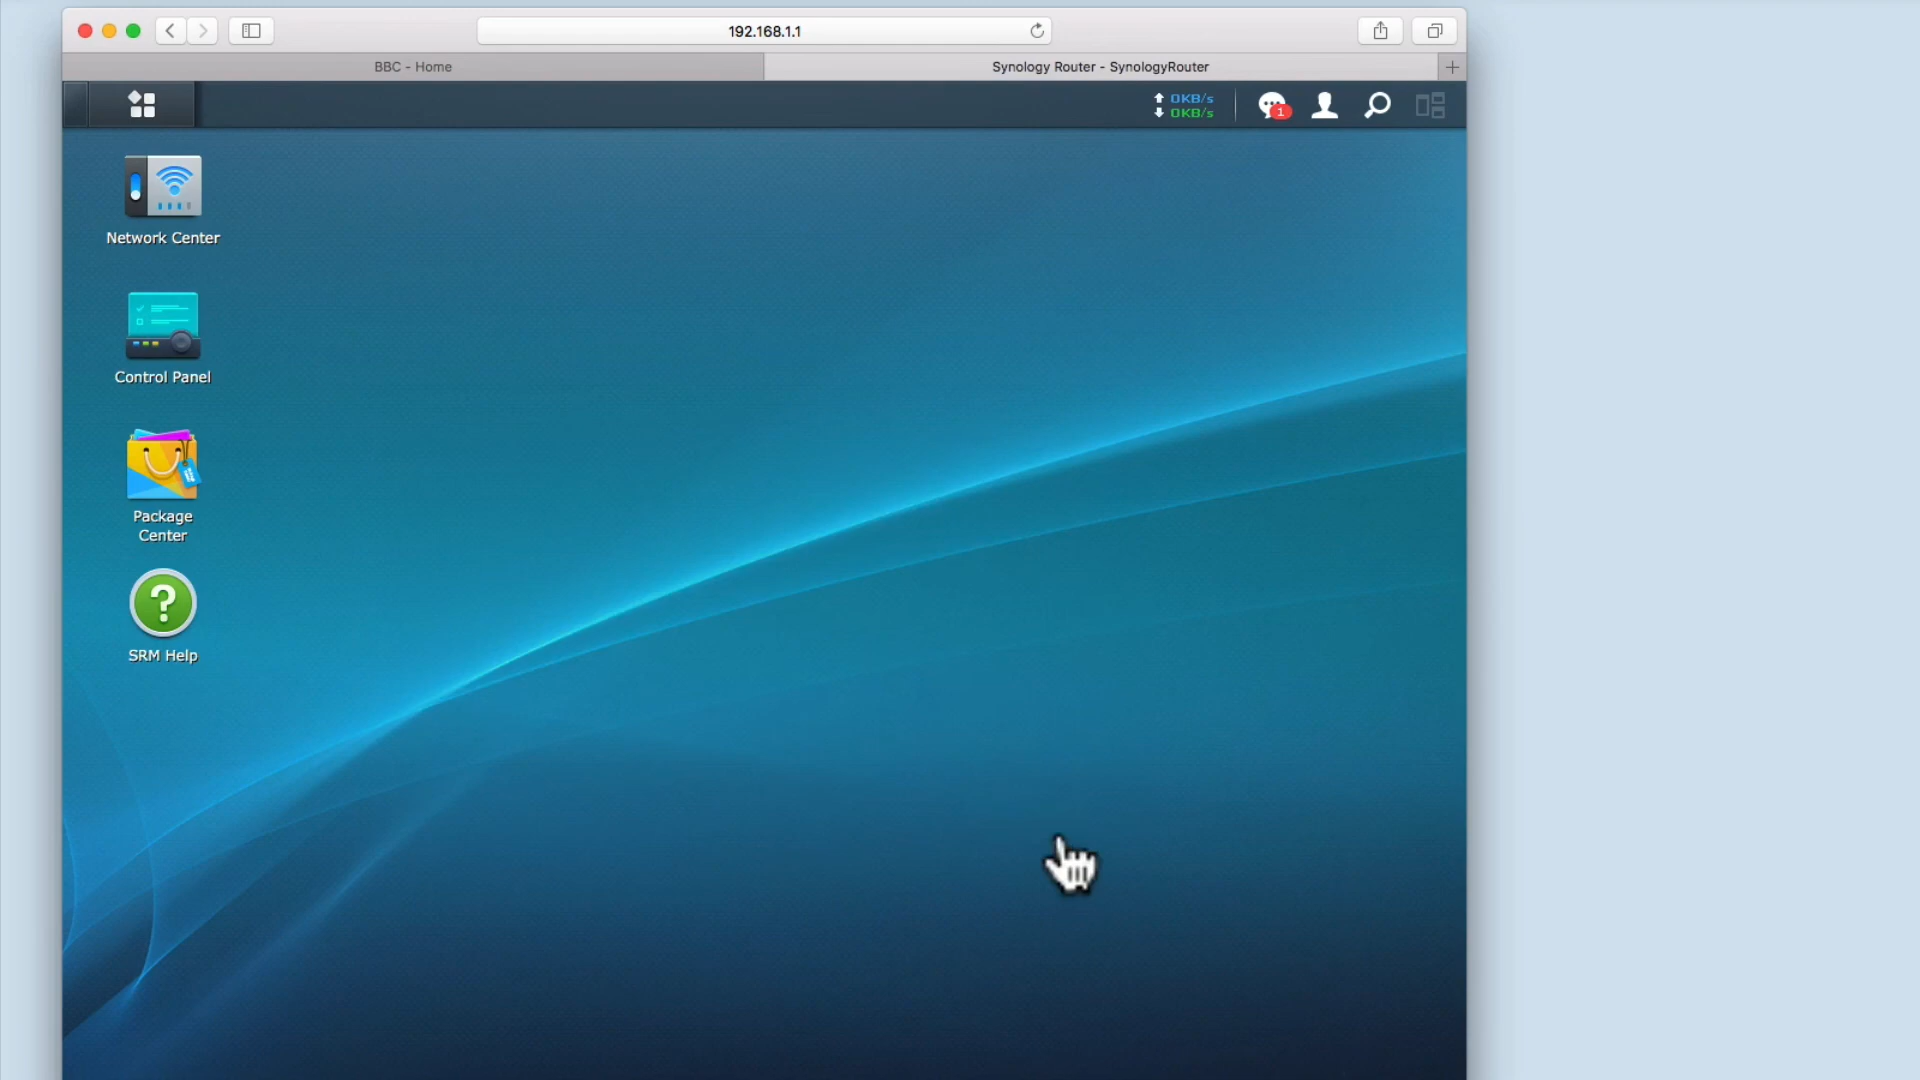 192.168.1.1
BBC - Home
Synology Router - SynologyRouter
0KB/s
0KB/s
1
Network Center
Control Panel
Package
Center
SRM Help